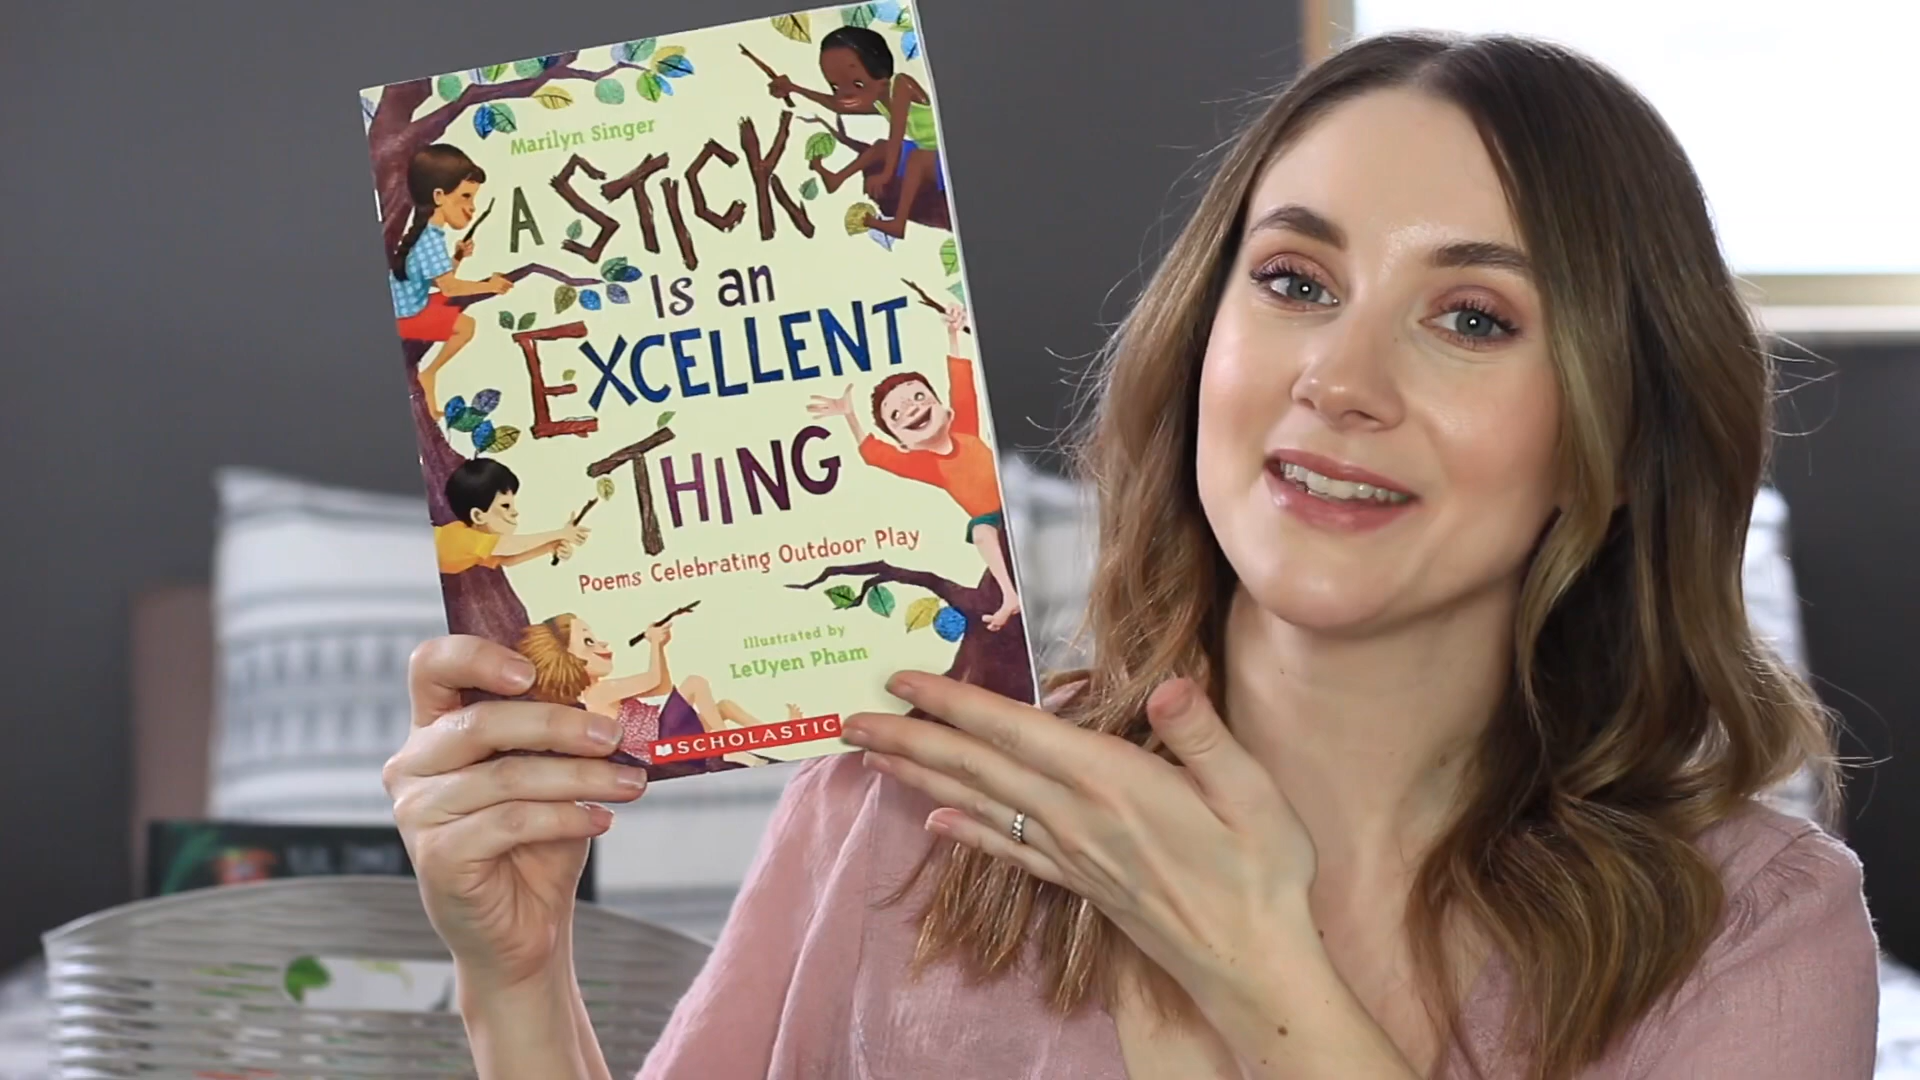 Marilyn Singer
A STICK
IS an
EXCELLENT
THING
Poems Celebrating Outdoor Play
Illustrated by
LeUyen Pham
SCHOLASTIC